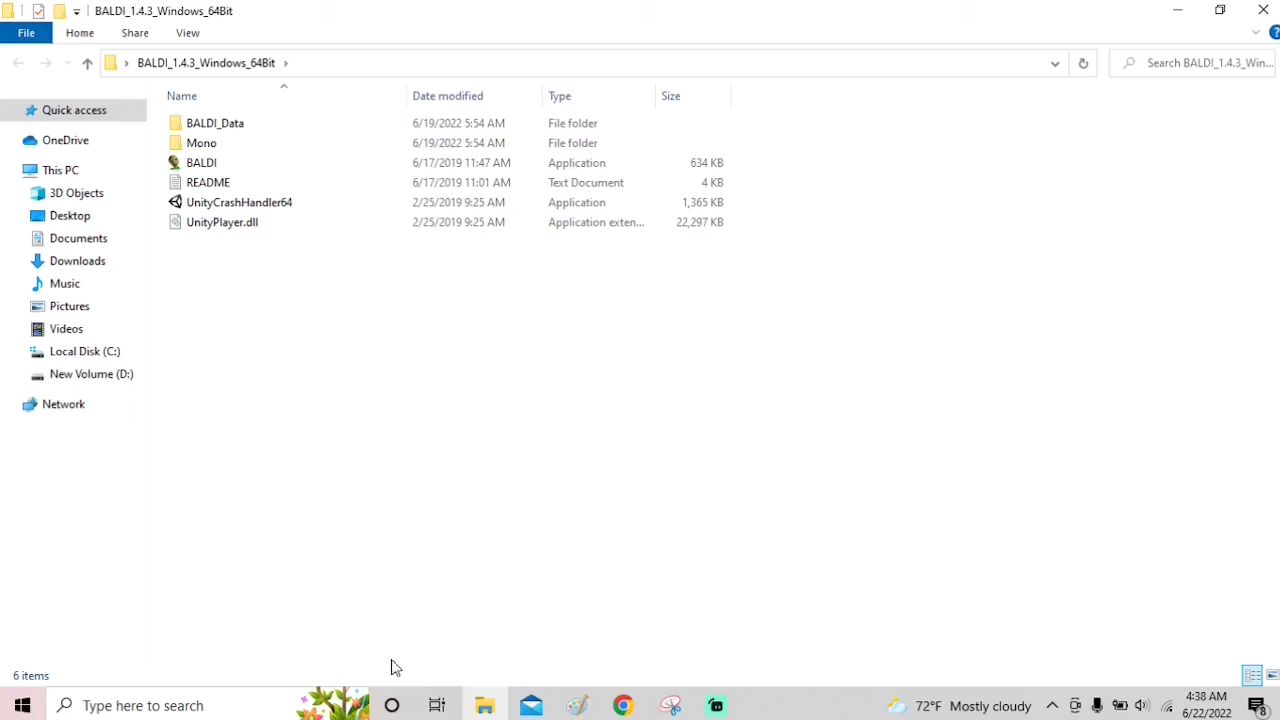 BALDI_1.4.3_Windows_64Bit
File Home Share View
BALDI_1.4.3_Windows_64Bit
Search BALDI_1.4.3_Win...
Name Date modified Type Size
Quick access
OneDrive
This PC
3D Objects
Desktop
Documents
Downloads
Music
Pictures
Videos
Local Disk (C:)
New Volume (D:)
Network
BALDI_Data 6/19/2022 5:54 AM File folder
Mono 6/19/2022 5:54 AM File folder
BALDI 6/17/2019 11:47 AM Application 634 KB
README 6/17/2019 11:01 AM Text Document 4 KB
UnityCrashHandler64 2/25/2019 9:25 AM Application 1,365 KB
UnityPlayer.dll 2/25/2019 9:25 AM Application exten... 22,297 KB
6 items
Type here to search
72°F Mostly cloudy
4:38 AM
6/22/2022
8